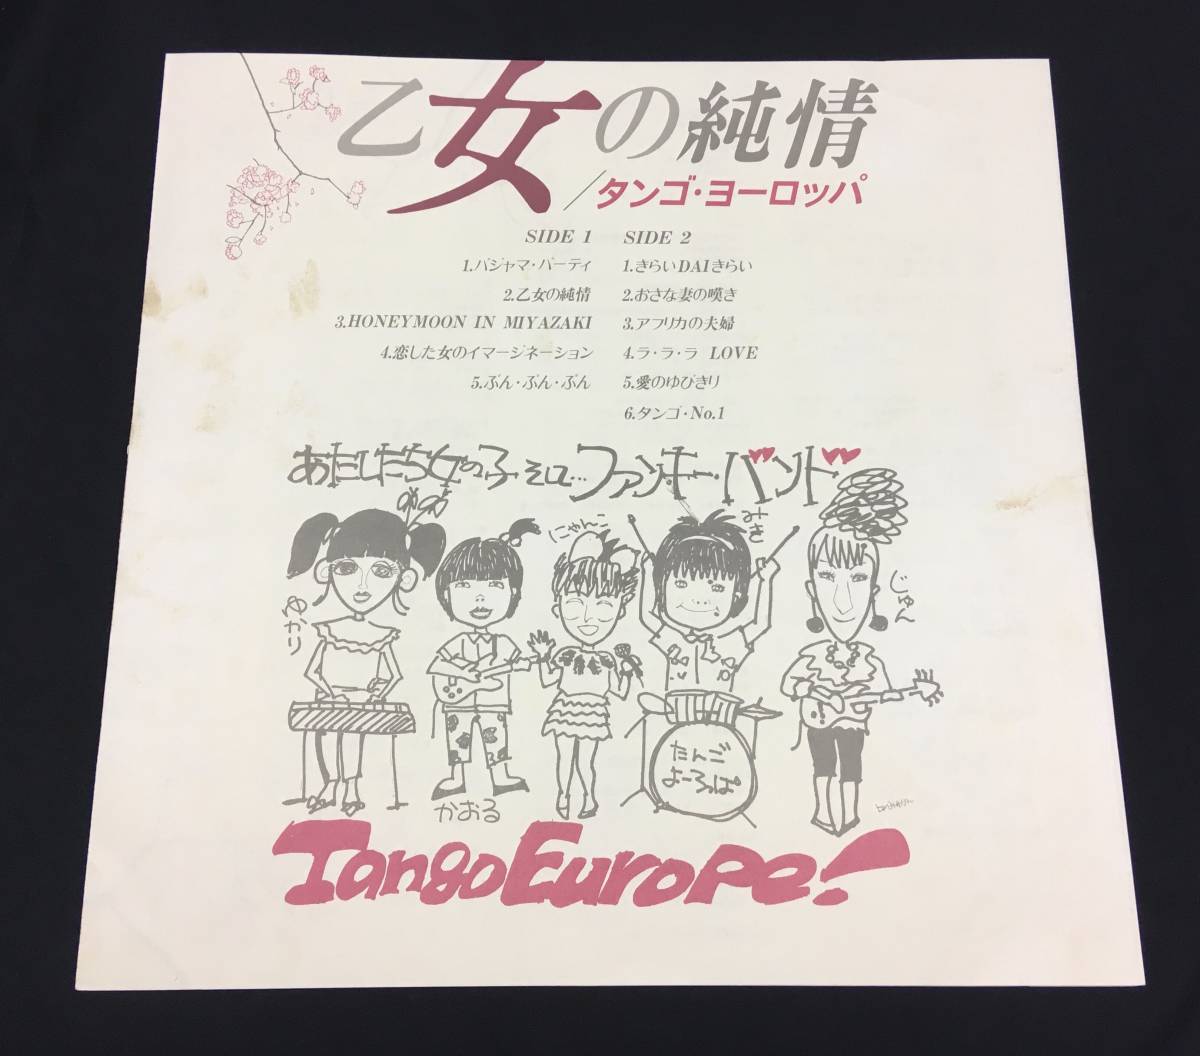 乙女の純情
/タンゴ・ヨーロッパ
SIDE 1
1.パジャマ・パーティ
2.乙女の純情
3.HONEYMOON IN MIYAZAKI
4.恋した女のイマージネーション
5.ぷん・ぷん・ぷん
SIDE 2
1.きらいDAIきらい
2.おさな妻の嘆き
3.アフリカの夫婦
4.ラ・ラ・ラ LOVE
5.愛のゆびきり
6.タンゴ・No.1
あたしたち女の子 そして…ファンキー・バンド
ゆかり
かおる
にゃんこ
みき
じゅん
たんご
よーろっぱ
Tango Europe!